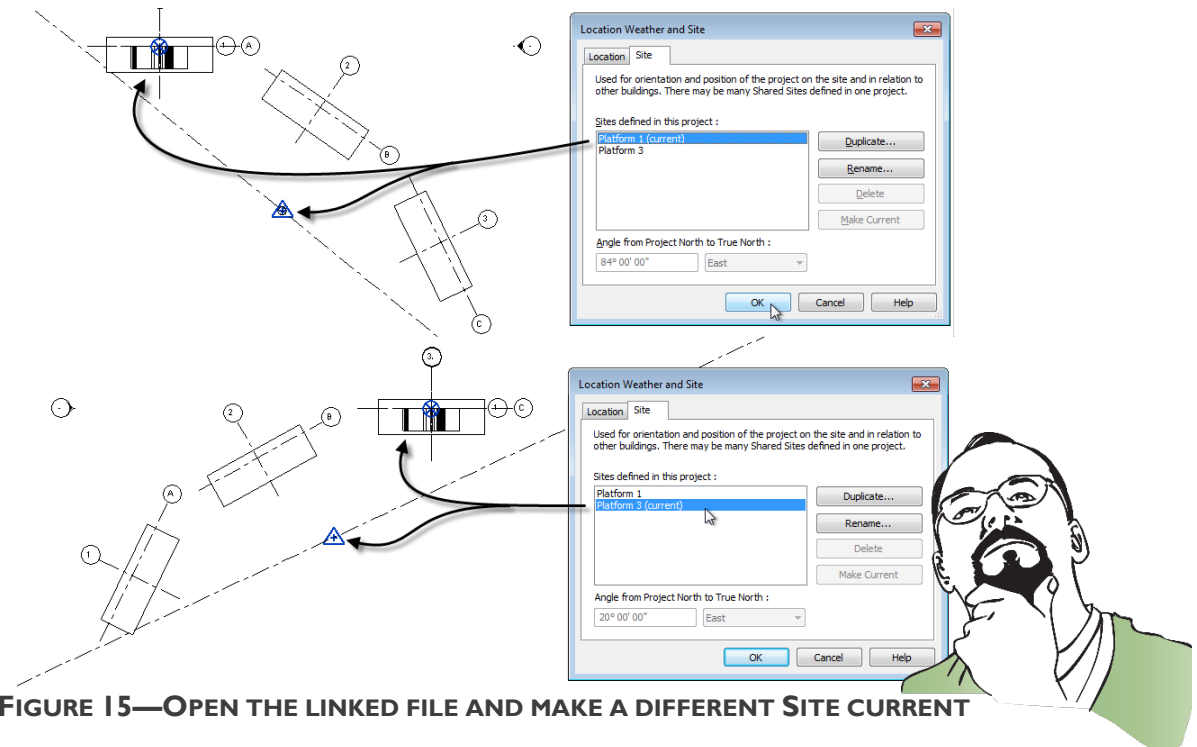 1 A
2
B
3
C
-
Location Weather and Site
Location Site
Used for orientation and position of the project on the site and in relation to
other buildings. There may be many Shared Sites defined in one project.
Sites defined in this project :
Platform 1 (current)
Platform 3
Duplicate...
Rename...
Delete
Make Current
Angle from Project North to True North :
84° 00' 00" East
OK Cancel Help
3.
1 C
-
2
B
A
1
Location Weather and Site
Location Site
Used for orientation and position of the project on the site and in relation to
other buildings. There may be many Shared Sites defined in one project.
Sites defined in this project :
Platform 1
Platform 3 (current)
Duplicate...
Rename...
Delete
Make Current
Angle from Project North to True North :
20° 00' 00" East
OK Cancel Help
FIGURE 15—OPEN THE LINKED FILE AND MAKE A DIFFERENT SITE CURRENT